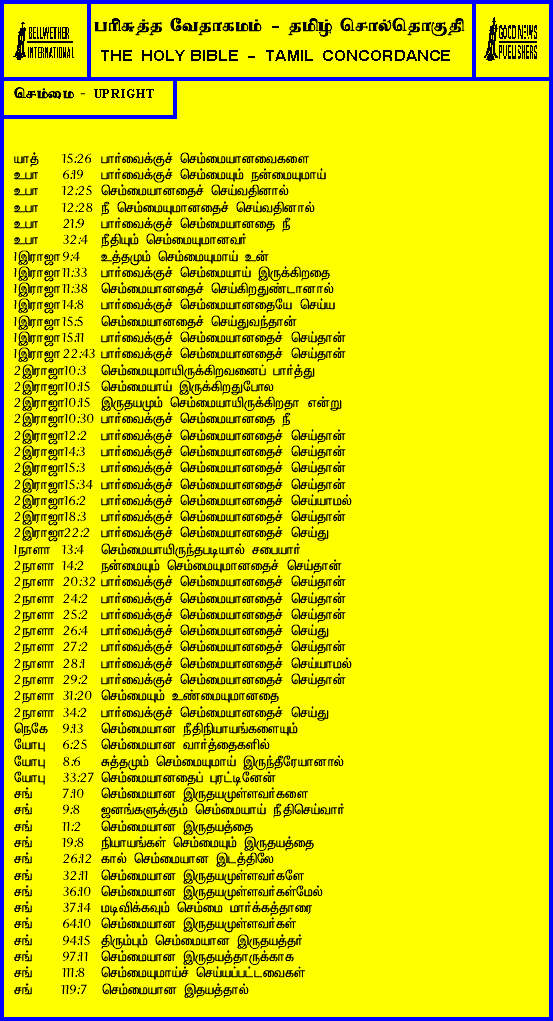 BELLWETHER
INTERNATIONAL
பரிசுத்த வேதாகமம் - தமிழ் சொல்தொகுதி
THE HOLY BIBLE - TAMIL CONCORDANCE
GOOD NEWS
PUBLISHERS
செம்மை - UPRIGHT
யாத் 15:26 பார்வைக்குச் செம்மையானவைகளை
உபா 6:19 பார்வைக்குச் செம்மையும் நன்மையுமாய்
உபா 12:25 செம்மையானதைச் செய்வதினால்
உபா 12:28 நீ செம்மையுமானதைச் செய்வதினால்
உபா 21:9 பார்வைக்குச் செம்மையானதை நீ
உபா 32:4 நீதியும் செம்மையுமானவர்
1இராஜா 9:4 உத்தமும் செம்மையுமாய் உன்
1இராஜா 11:33 பார்வைக்குச் செம்மையாய் இருக்கிறதை
1இராஜா 11:38 செம்மையானதைச் செய்கிறதுண்டானால்
1இராஜா 14:8 பார்வைக்குச் செம்மையானதையே செய்ய
1இராஜா 15:5 செம்மையானதைச் செய்துவந்தான்
1இராஜா 15:11 பார்வைக்குச் செம்மையானதைச் செய்தான்
1இராஜா 22:43 பார்வைக்குச் செம்மையானதைச் செய்தான்
2இராஜா 10:3 செம்மையுமாயிருக்கிறவனைப் பார்த்து
2இராஜா 10:15 செம்மையாய் இருக்கிறதுபோல
2இராஜா 10:15 இருதயமும் செம்மையாயிருக்கிறதா என்று
2இராஜா 10:30 பார்வைக்குச் செம்மையானதை நீ
2இராஜா 12:2 பார்வைக்குச் செம்மையானதைச் செய்தான்
2இராஜா 14:3 பார்வைக்குச் செம்மையானதைச் செய்தான்
2இராஜா 15:3 பார்வைக்குச் செம்மையானதைச் செய்தான்
2இராஜா 15:34 பார்வைக்குச் செம்மையானதைச் செய்தான்
2இராஜா 16:2 பார்வைக்குச் செம்மையானதைச் செய்யாமல்
2இராஜா 18:3 பார்வைக்குச் செம்மையானதைச் செய்தான்
2இராஜா 22:2 பார்வைக்குச் செம்மையானதைச் செய்து
1நாளா 13:4 செம்மையாயிருந்தபடியால் சபையார்
2நாளா 14:2 நன்மையும் செம்மையுமானதைச் செய்தான்
2நாளா 20:32 பார்வைக்குச் செம்மையானதைச் செய்தான்
2நாளா 24:2 பார்வைக்குச் செம்மையானதைச் செய்தான்
2நாளா 25:2 பார்வைக்குச் செம்மையானதைச் செய்தான்
2நாளா 26:4 பார்வைக்குச் செம்மையானதைச் செய்து
2நாளா 27:2 பார்வைக்குச் செம்மையானதைச் செய்தான்
2நாளா 28:1 பார்வைக்குச் செம்மையானதைச் செய்யாமல்
2நாளா 29:2 பார்வைக்குச் செம்மையானதைச் செய்தான்
2நாளா 31:20 செம்மையும் உண்மையுமானதை
2நாளா 34:2 பார்வைக்குச் செம்மையானதைச் செய்து
நெகே 9:13 செம்மையான நீதிநியாயங்களையும்
யோபு 6:25 செம்மையான வார்த்தைகளில்
யோபு 8:6 சுத்தமும் செம்மையுமாய் இருந்தீரேயானால்
யோபு 33:27 செம்மையானதைப் புரட்டினேன்
சங் 7:10 செம்மையான இருதயமுள்ளவர்களை
சங் 9:8 ஜனங்களுக்கும் செம்மையாய் நீதிசெய்வார்
சங் 11:2 செம்மையான இருதயத்தை
சங் 19:8 நியாயங்கள் செம்மையும் இருதயத்தை
சங் 26:12 கால் செம்மையான இடத்திலே
சங் 32:11 செம்மையான இருதயமுள்ளவர்களே
சங் 36:10 செம்மையான இருதயமுள்ளவர்கள்மேல்
சங் 37:14 மடிவிக்கவும் செம்மை மார்க்கத்தாரை
சங் 64:10 செம்மையான இருதயமுள்ளவர்கள்
சங் 94:15 திரும்பும் செம்மையான இருதயத்தர்
சங் 97:11 செம்மையான இருதயத்தாருக்காக
சங் 111:8 செம்மையுமாய்ச் செய்யப்பட்டவைகள்
சங் 119:7 செம்மையான இதயத்தால்